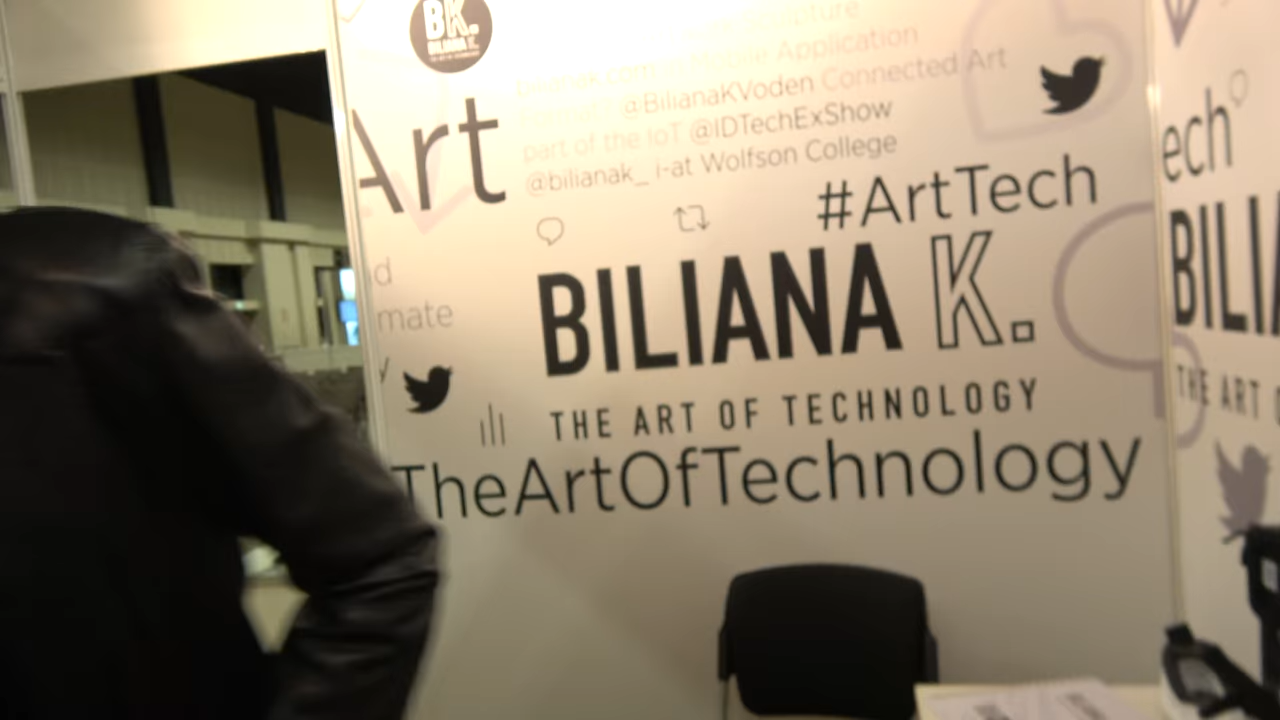 BK.
BILIANA K.
Mobile Application
@BilianaKVoden Connected Art
part of the IoT @IDTechExShow
@bilianak_ i-at Wolfson College
Art
#ArtTech
d
mate
BILIANA K.
THE ART OF TECHNOLOGY
TheArtOfTechnology
ech
BILIA
THE ART